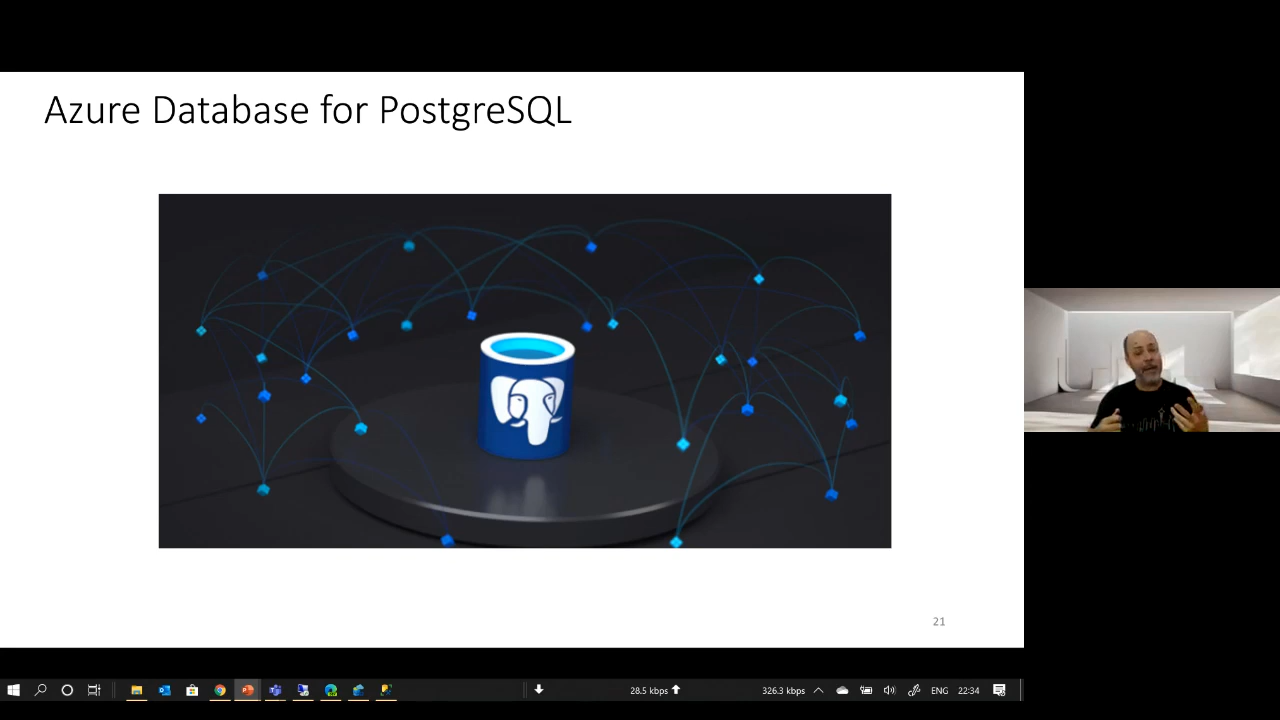 Azure Database for PostgreSQL
21
28.5 kbps
326.3 kbps
ENG
22:34